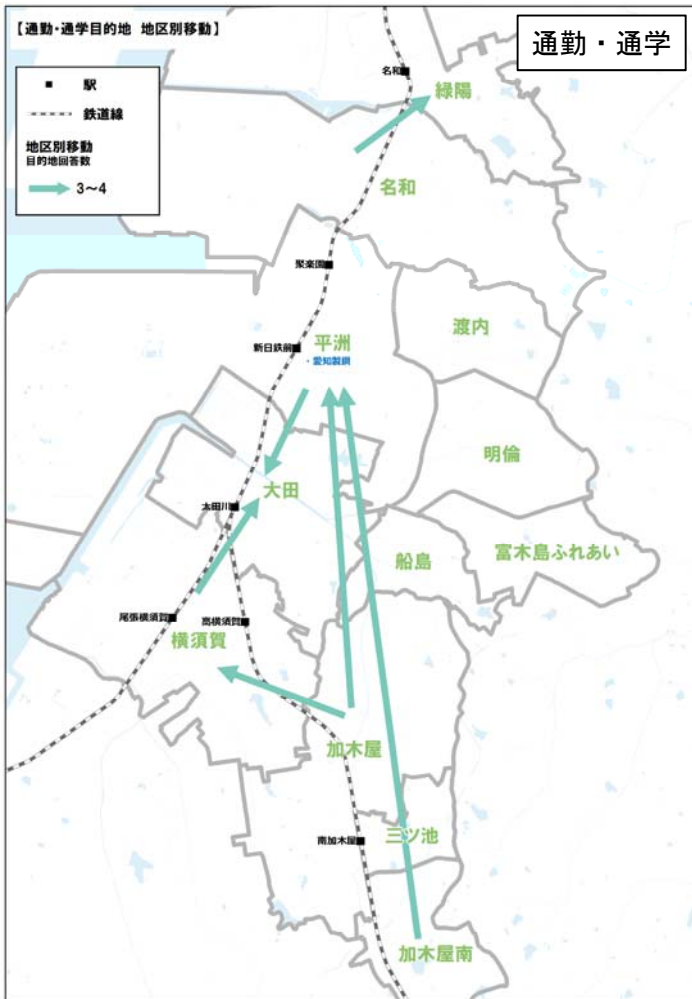 【通勤・通学目的地 地区別移動】
通勤・通学
■ 駅
鉄道線
地区別移動
目的地回答数
3～4
名和
緑陽
名和
聚楽園
渡内
新日鉄前
平洲
・愛知製鋼
明倫
大田
太田川
船島
富木島ふれあい
尾張横須賀
高横須賀
横須賀
加木屋
南加木屋
三ツ池
加木屋南